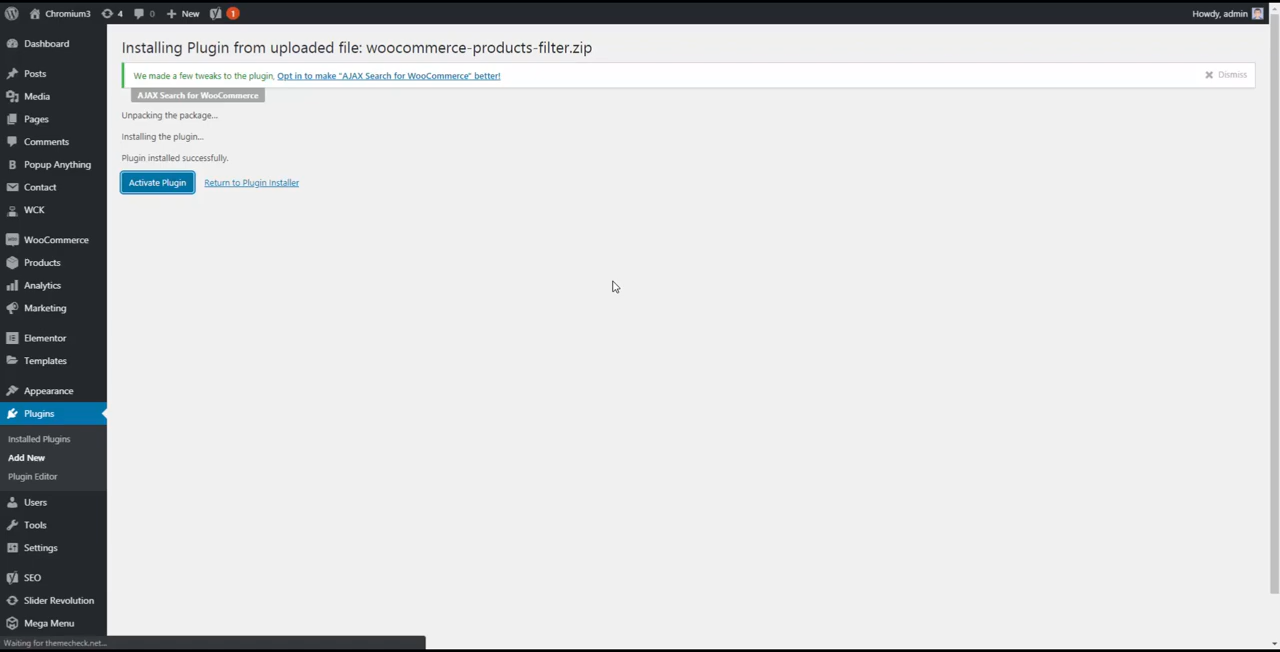 Chromium3 4 0 New 1 Howdy, admin
Dashboard
Posts
Media
Pages
Comments
Popup Anything
Contact
WCK
WooCommerce
Products
Analytics
Marketing
Elementor
Templates
Appearance
Plugins
Installed Plugins
Add New
Plugin Editor
Users
Tools
Settings
SEO
Slider Revolution
Mega Menu
Installing Plugin from uploaded file: woocommerce-products-filter.zip
We made a few tweaks to the plugin, Opt in to make "AJAX Search for WooCommerce" better! Dismiss
AJAX Search for WooCommerce
Unpacking the package...
Installing the plugin...
Plugin installed successfully.
Activate Plugin Return to Plugin Installer
Waiting for themecheck.net...